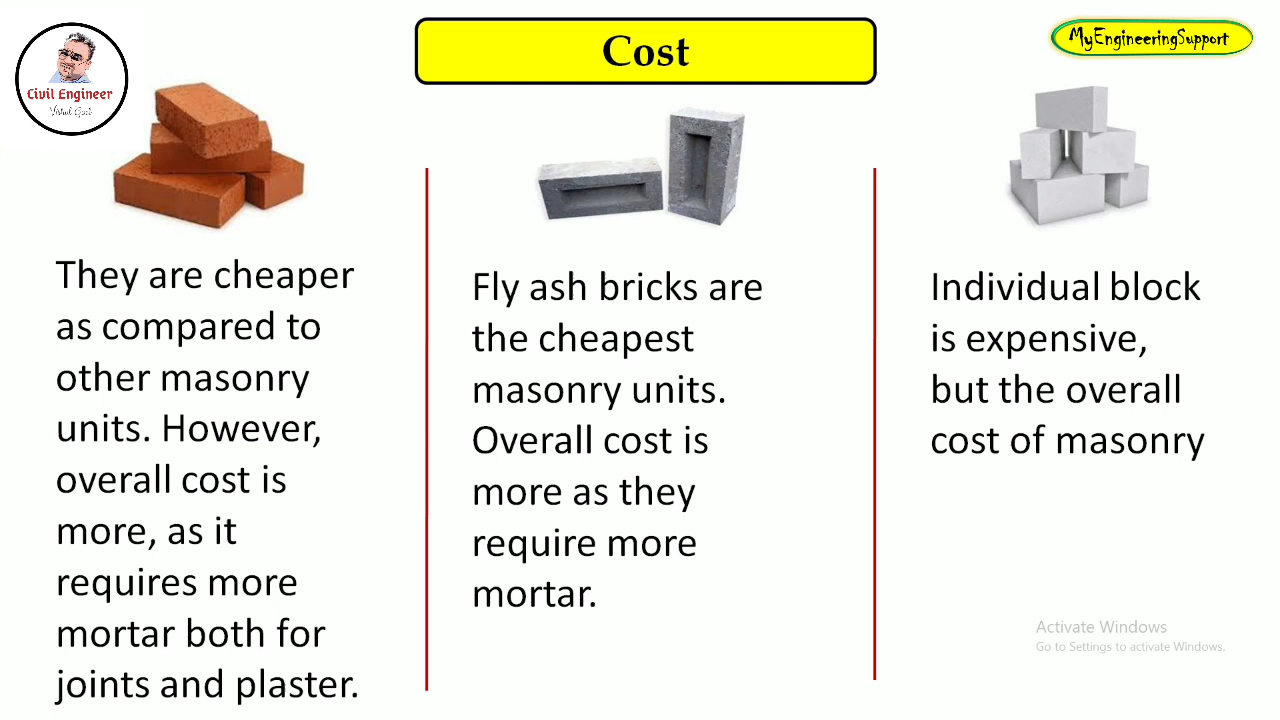 Cost
MyEngineeringSupport
Civil Engineer
Vishal Goel
They are cheaper
as compared to
other masonry
units. However,
overall cost is
more, as it
requires more
mortar both for
joints and plaster.
Fly ash bricks are
the cheapest
masonry units.
Overall cost is
more as they
require more
mortar.
Individual block
is expensive,
but the overall
cost of masonry
Activate Windows
Go to Settings to activate Windows.